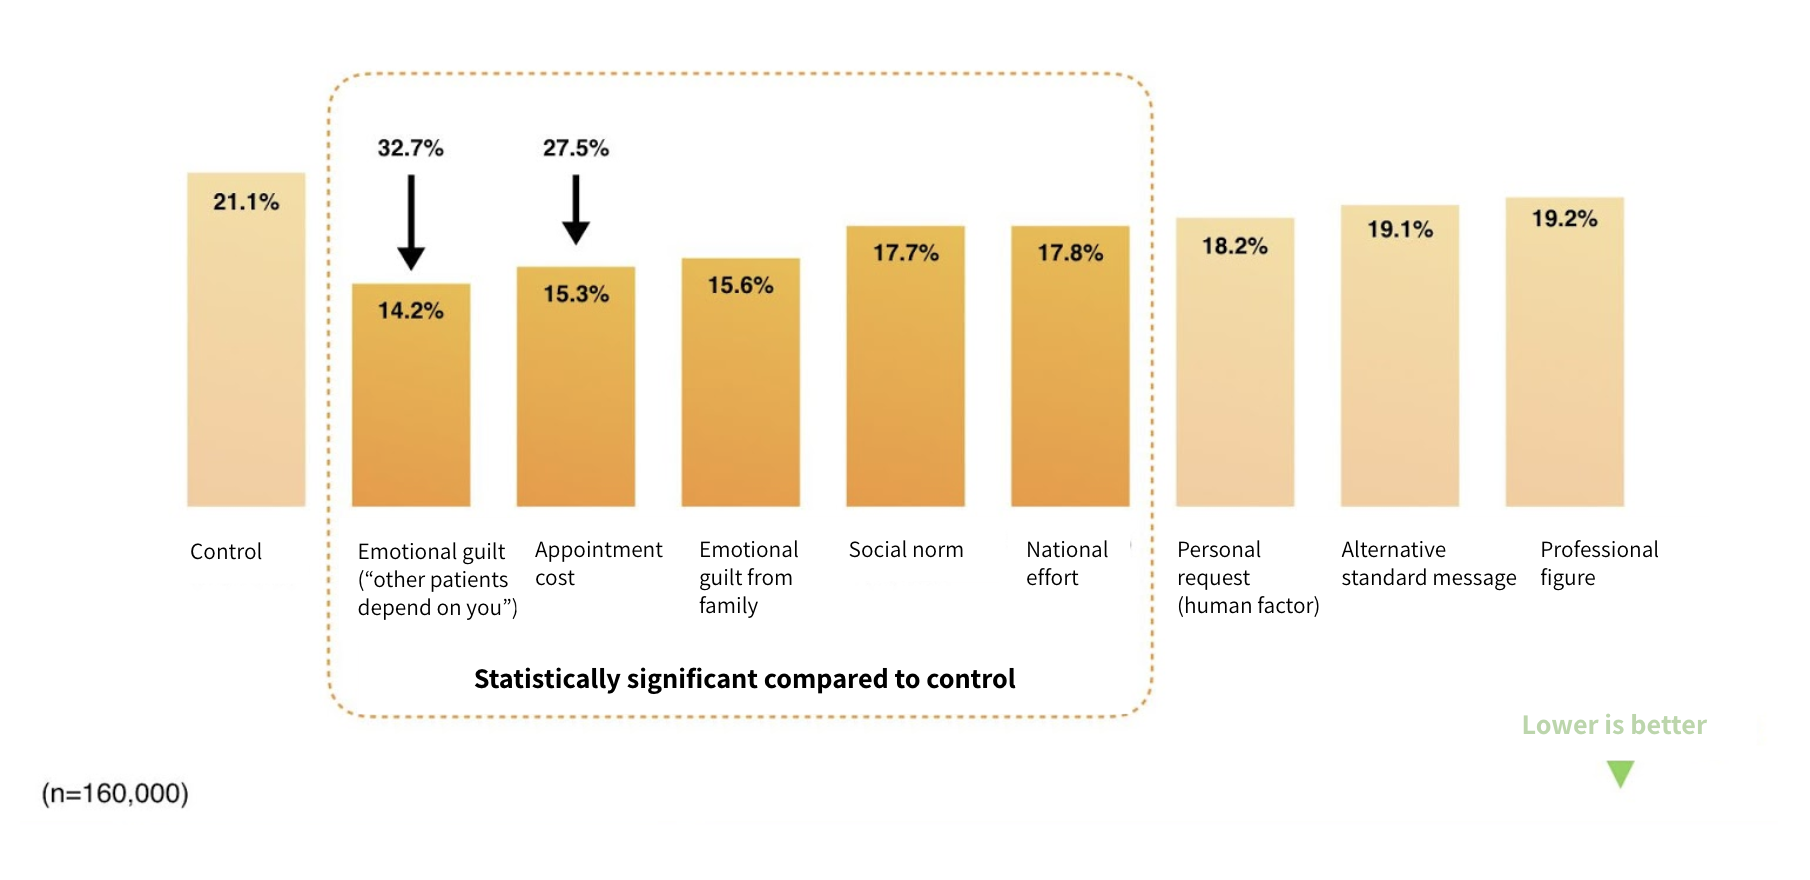 32.7%
27.5%
21.1%
14.2%
15.3%
15.6%
17.7%
17.8%
18.2%
19.1%
19.2%
Control
Emotional guilt
(“other patients
depend on you”)
Appointment
cost
Emotional
guilt from
family
Social norm
National
effort
Personal
request
(human factor)
Alternative
standard message
Professional
figure
Statistically significant compared to control
Lower is better
(n=160,000)